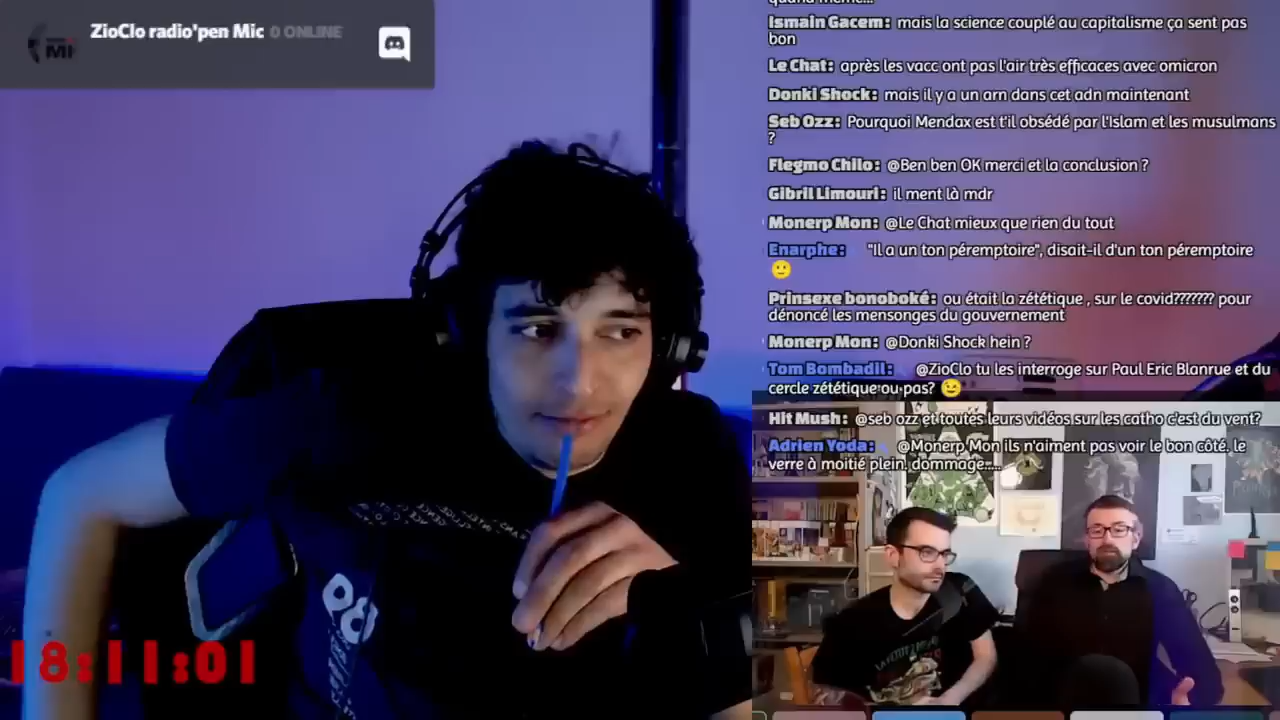 ZioClo radio'pen Mic 0 ONLINE
MI
quand même...
Ismain Gacem: mais la science couplé au capitalisme ça sent pas
bon
Le Chat: après les vacc ont pas l'air très efficaces avec omicron
Donki Shock: mais il y a un arn dans cet adn maintenant
Seb Ozz: Pourquoi Mendax est t'il obsédé par l'Islam et les musulmans
?
Flegmo Chilo: @Ben ben OK merci et la conclusion ?
Gibril Limouri: il ment là mdr
Monerp Mon: @Le Chat mieux que rien du tout
Enarphe: "Il a un ton péremptoire", disait-il d'un ton péremptoire
🙂
Prinsexe bonoboké: ou était la zététique , sur le covid??????? pour
dénoncé les mensonges du gouvernement
Monerp Mon: @Donki Shock hein ?
Tom Bombadil: @ZioClo tu les interroge sur Paul Eric Blanrue et du
cercle zététique ou pas? 😉
Hit Mush: @seb ozz et toutes leurs vidéos sur les catho c'est du vent?
Adrien Yoda: @Monerp Mon ils n'aiment pas voir le bon côté. le
verre à moitié plein. dommage.....
98
18:11:01